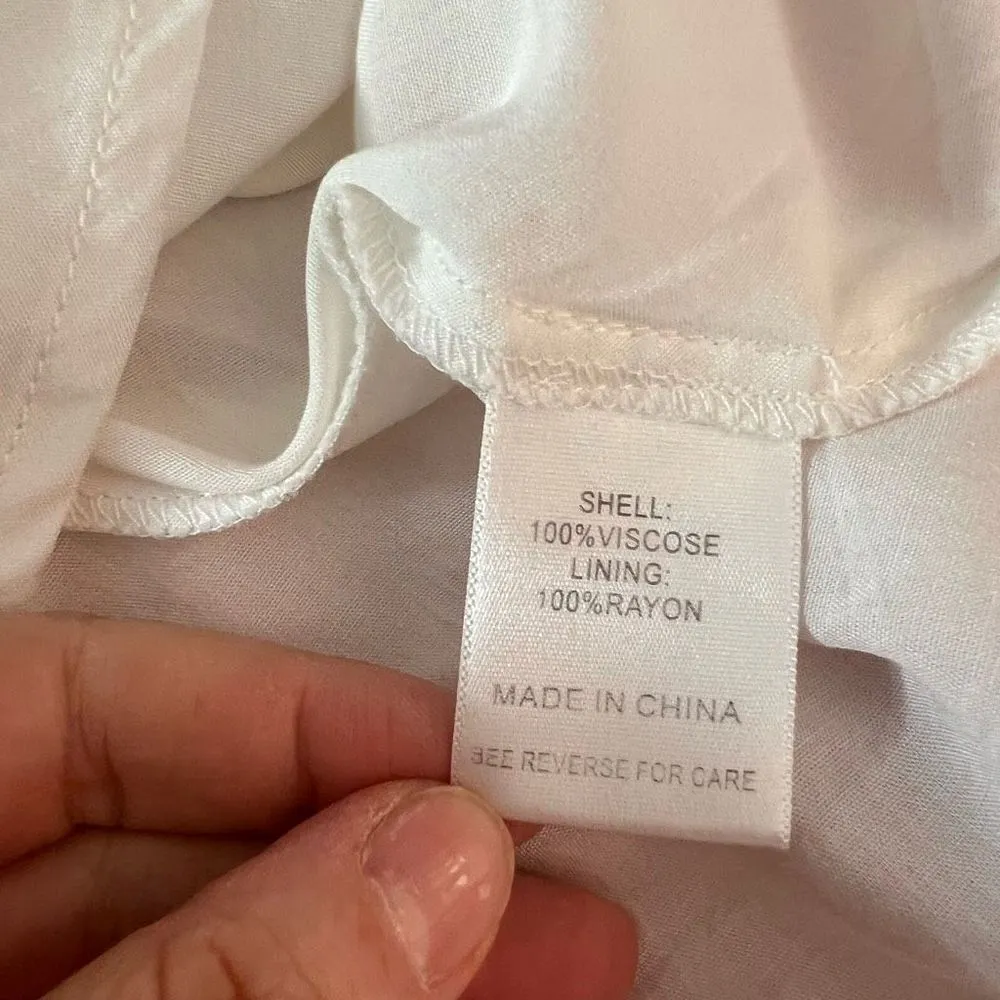 SHELL:
100%VISCOSE
LINING:
100%RAYON
MADE IN CHINA
SEE REVERSE FOR CARE